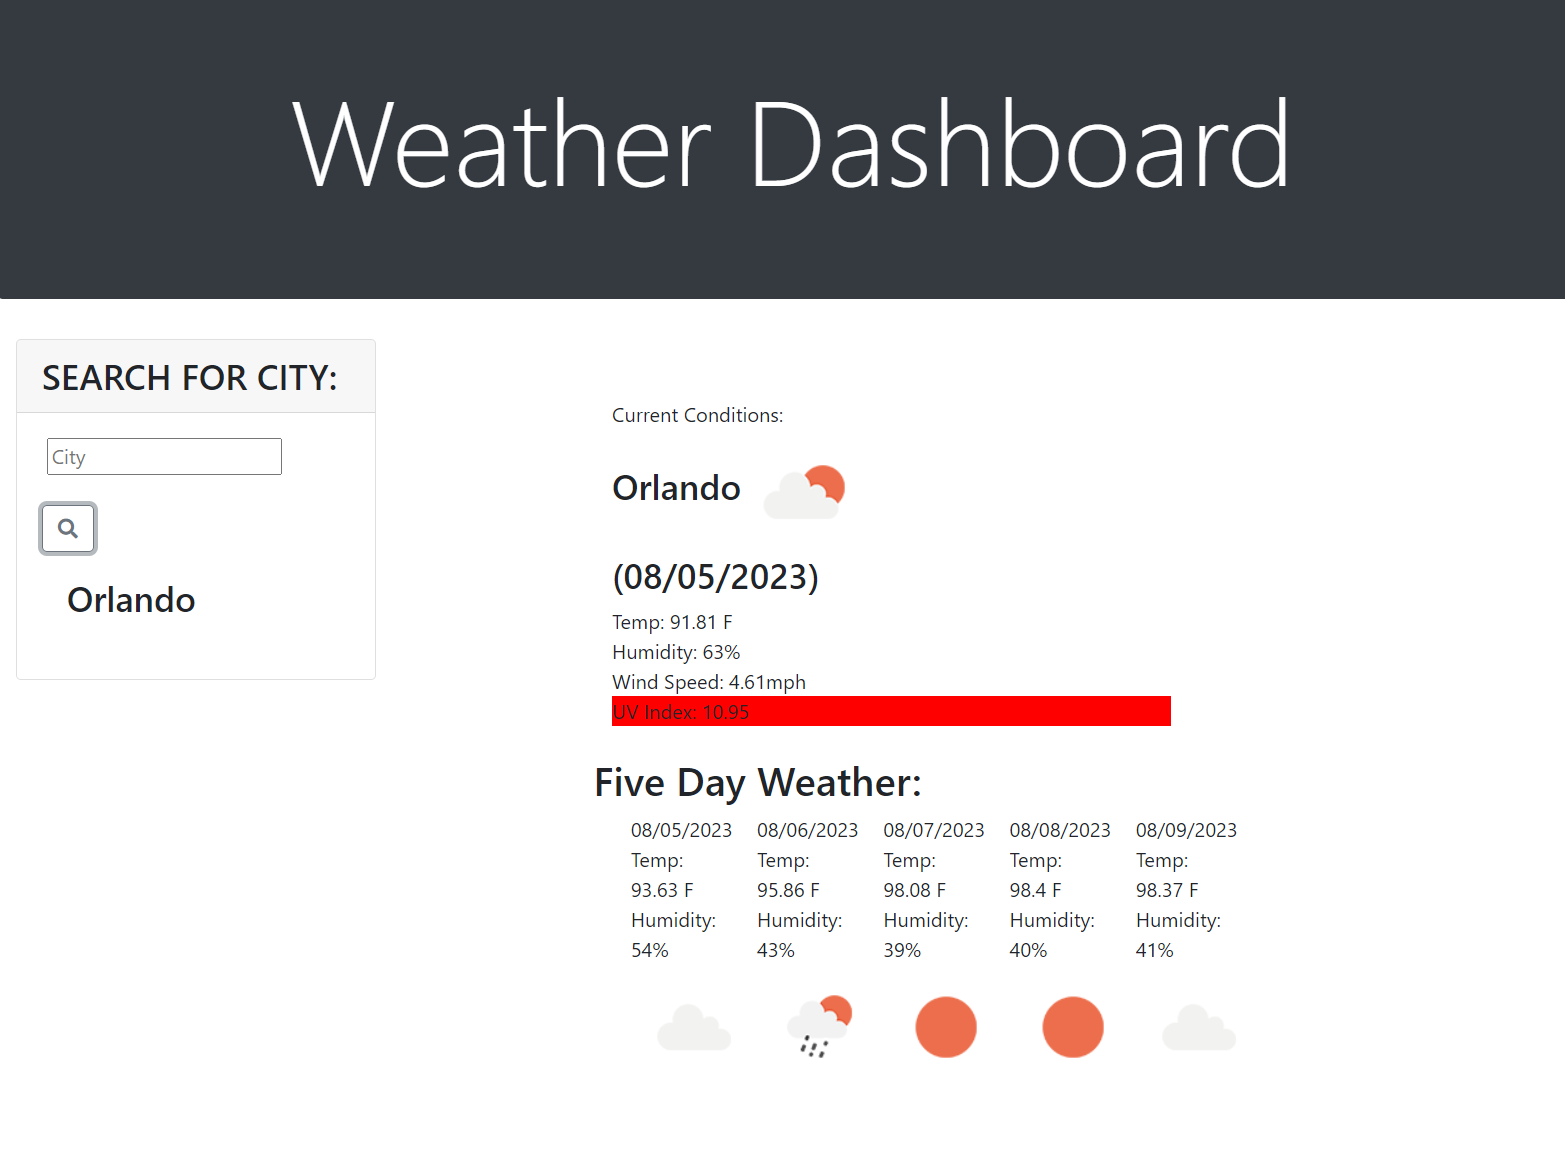 Weather Dashboard
SEARCH FOR CITY:
City
Orlando
Current Conditions:
Orlando
(08/05/2023)
Temp: 91.81 F
Humidity: 63%
Wind Speed: 4.61mph
UV Index: 10.95
Five Day Weather:
08/05/2023
Temp:
93.63 F
Humidity:
54%
08/06/2023
Temp:
95.86 F
Humidity:
43%
08/07/2023
Temp:
98.08 F
Humidity:
39%
08/08/2023
Temp:
98.4 F
Humidity:
40%
08/09/2023
Temp:
98.37 F
Humidity:
41%